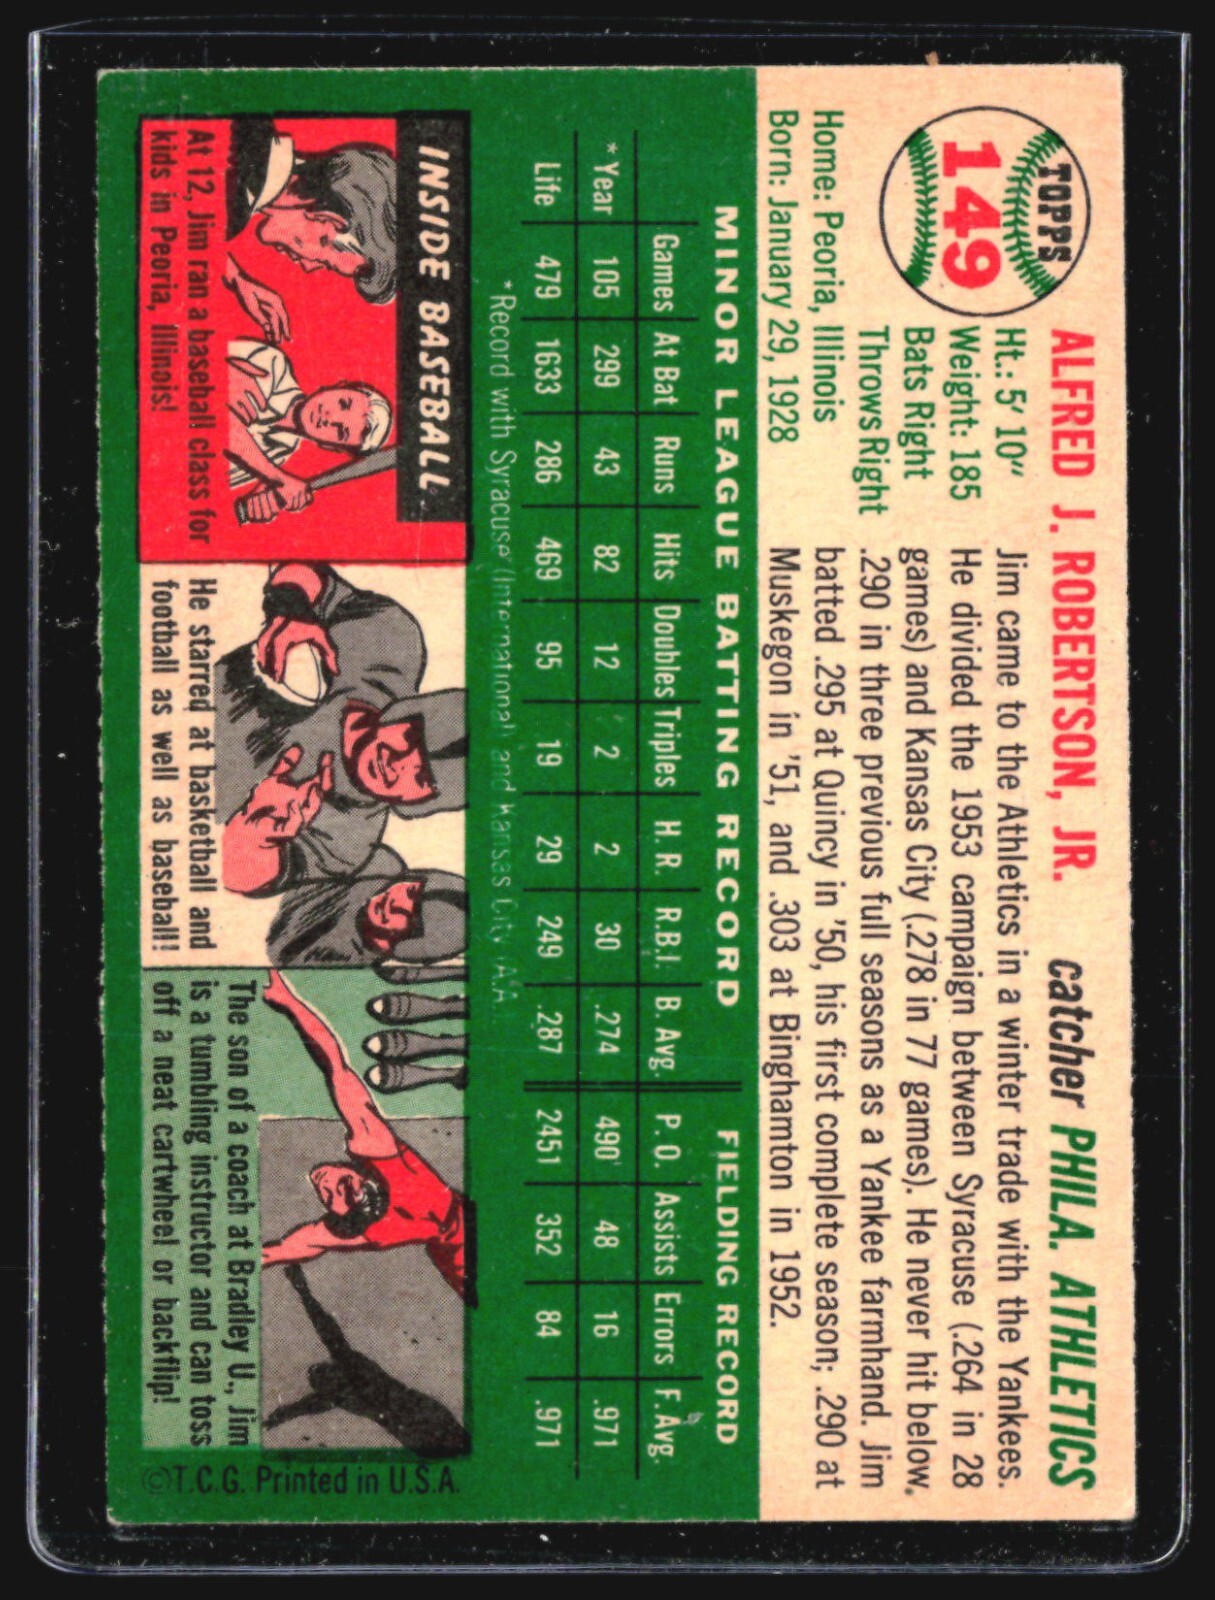 TOPPS
149
ALFRED J. ROBERTSON, JR.
catcher PHILA. ATHLETICS
Ht.: 5' 10"
Weight: 185
Bats Right
Throws Right
Home: Peoria, Illinois
Born: January 29, 1928
Jim came to the Athletics in a winter trade with the Yankees.
He divided the 1953 campaign between Syracuse (.264 in 28
games) and Kansas City (.278 in 77 games). He never hit below
.290 in three previous full seasons as a Yankee farmhand. Jim
batted .295 at Quincy in '50, his first complete season; .290 at
Muskegon in '51, and .303 at Binghamton in 1952.
MINOR LEAGUE BATTING RECORD FIELDING RECORD
Games At Bat Runs Hits Doubles Triples H. R. R.B.I. B. Avg. P. O. Assists Errors F. Avg.
* Year 105 299 43 82 12 2 2 30 .274 490 48 16 .971
Life 479 1633 286 469 95 19 29 249 .287 2451 352 84 .971
*Record with Syracuse (International) and Kansas City (A.A.
INSIDE BASEBALL
At 12, Jim ran a baseball class for
kids in Peoria, Illinois!
He starred at basketball and
football as well as baseball!
The son of a coach at Bradley U., Jim
is a tumbling instructor and can toss
off a neat cartwheel or backflip!
©T.C.G. Printed in U.S.A.